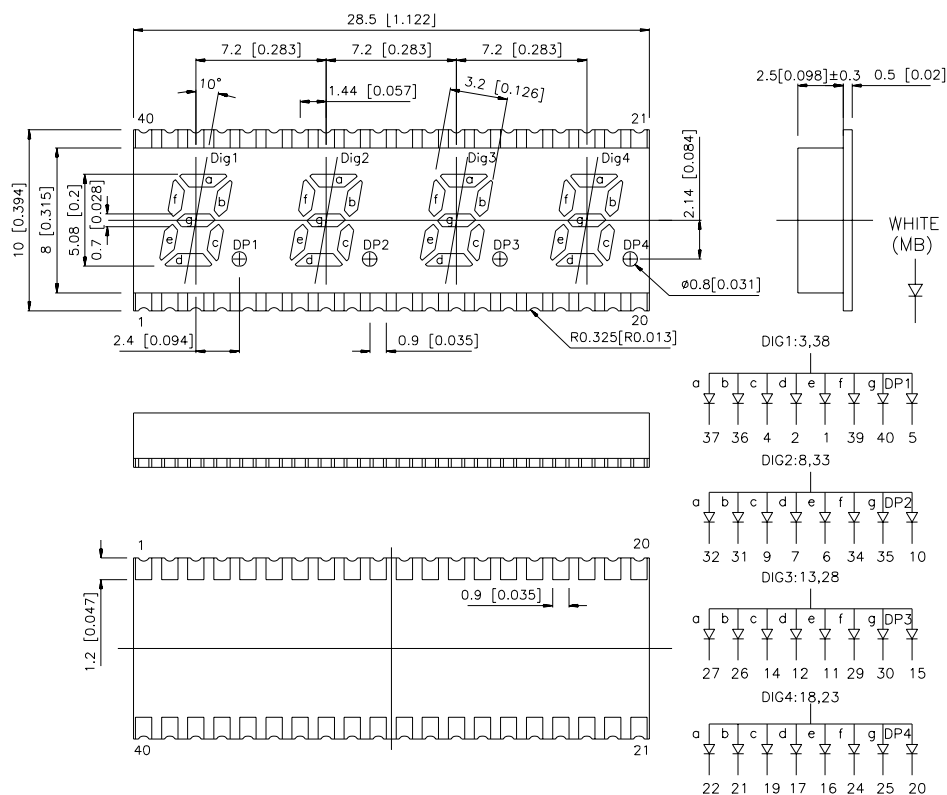 28.5 [1.122]
7.2 [0.283] 7.2 [0.283] 7.2 [0.283]
10° 1.44 [0.057] 3.2 [0.126]
2.5[0.098]±0.3 0.5 [0.02]
40 21
Dig1 Dig2 Dig3 Dig4
a a a a
f b f b f b f b
g g g g
e c e c e c e c
d d d d
DP1 DP2 DP3 DP4
10 [0.394]
8 [0.315]
5.08 [0.2]
0.7 [0.028]
2.14 [0.084]
ø0.8[0.031]
WHITE
(MB)
1 20
2.4 [0.094] 0.9 [0.035] R0.325[R0.013]
DIG1:3,38
a b c d e f g DP1
37 36 4 2 1 39 40 5
DIG2:8,33
a b c d e f g DP2
32 31 9 7 6 34 35 10
DIG3:13,28
a b c d e f g DP3
27 26 14 12 11 29 30 15
DIG4:18,23
a b c d e f g DP4
22 21 19 17 16 24 25 20
1 20
0.9 [0.035]
1.2 [0.047]
40 21